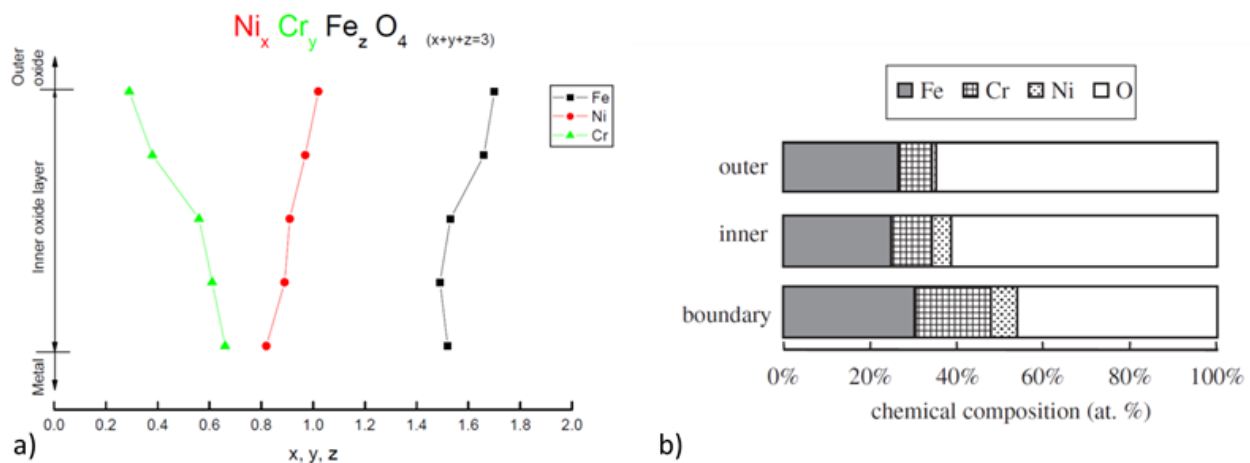 Ni x Cr y Fe z O 4 (x+y+z=3)
Outer
oxide
Inner oxide layer
Metal
Fe
Ni
Cr
0.0 0.2 0.4 0.6 0.8 1.0 1.2 1.4 1.6 1.8 2.0
x, y, z
a)
Fe Cr Ni O
outer
inner
boundary
0% 20% 40% 60% 80% 100%
chemical composition (at. %)
b)